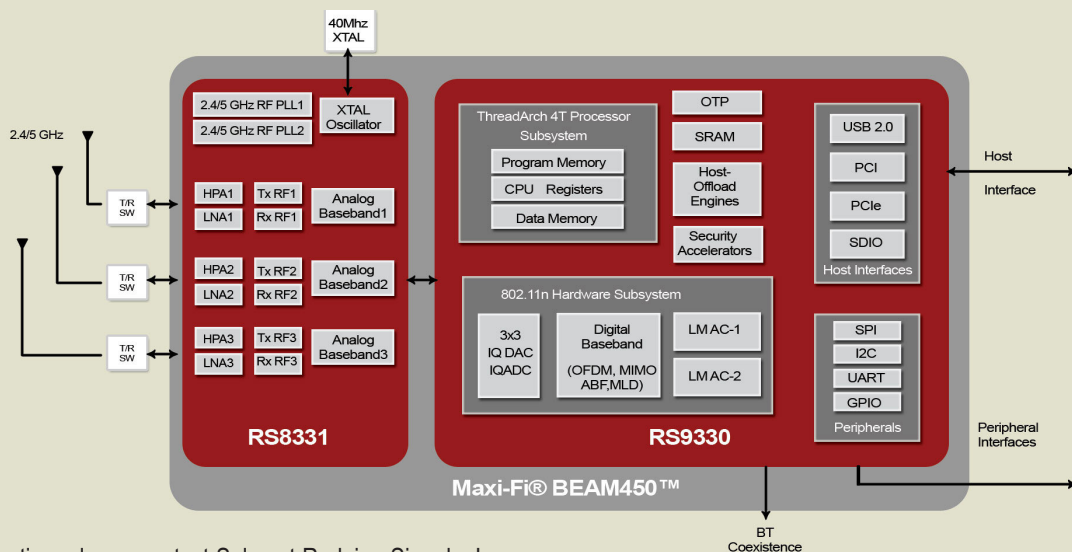 40Mhz
XTAL
2.4/5 GHz RF PLL1
2.4/5 GHz RF PLL2
XTAL
Oscillator
2.4/5 GHz
T/R
SW
HPA1
LNA1
Tx RF1
Rx RF1
Analog
Baseband1
T/R
SW
HPA2
LNA2
Tx RF2
Rx RF2
Analog
Baseband2
T/R
SW
HPA3
LNA3
Tx RF3
Rx RF3
Analog
Baseband3
RS8331
ThreadArch 4T Processor
Subsystem
Program Memory
CPU Registers
Data Memory
OTP
SRAM
Host-
Offload
Engines
Security
Accelerators
USB 2.0
PCI
PCIe
SDIO
Host Interfaces
Host
Interface
802.11n Hardware Subsystem
3x3
IQ DAC
IQADC
Digital
Baseband
(OFDM, MIMO
ABF,MLD)
LM AC-1
LM AC-2
SPI
I2C
UART
GPIO
Peripherals
Peripheral
Interfaces
RS9330
Maxi-Fi® BEAM450™
BT
Coexistence